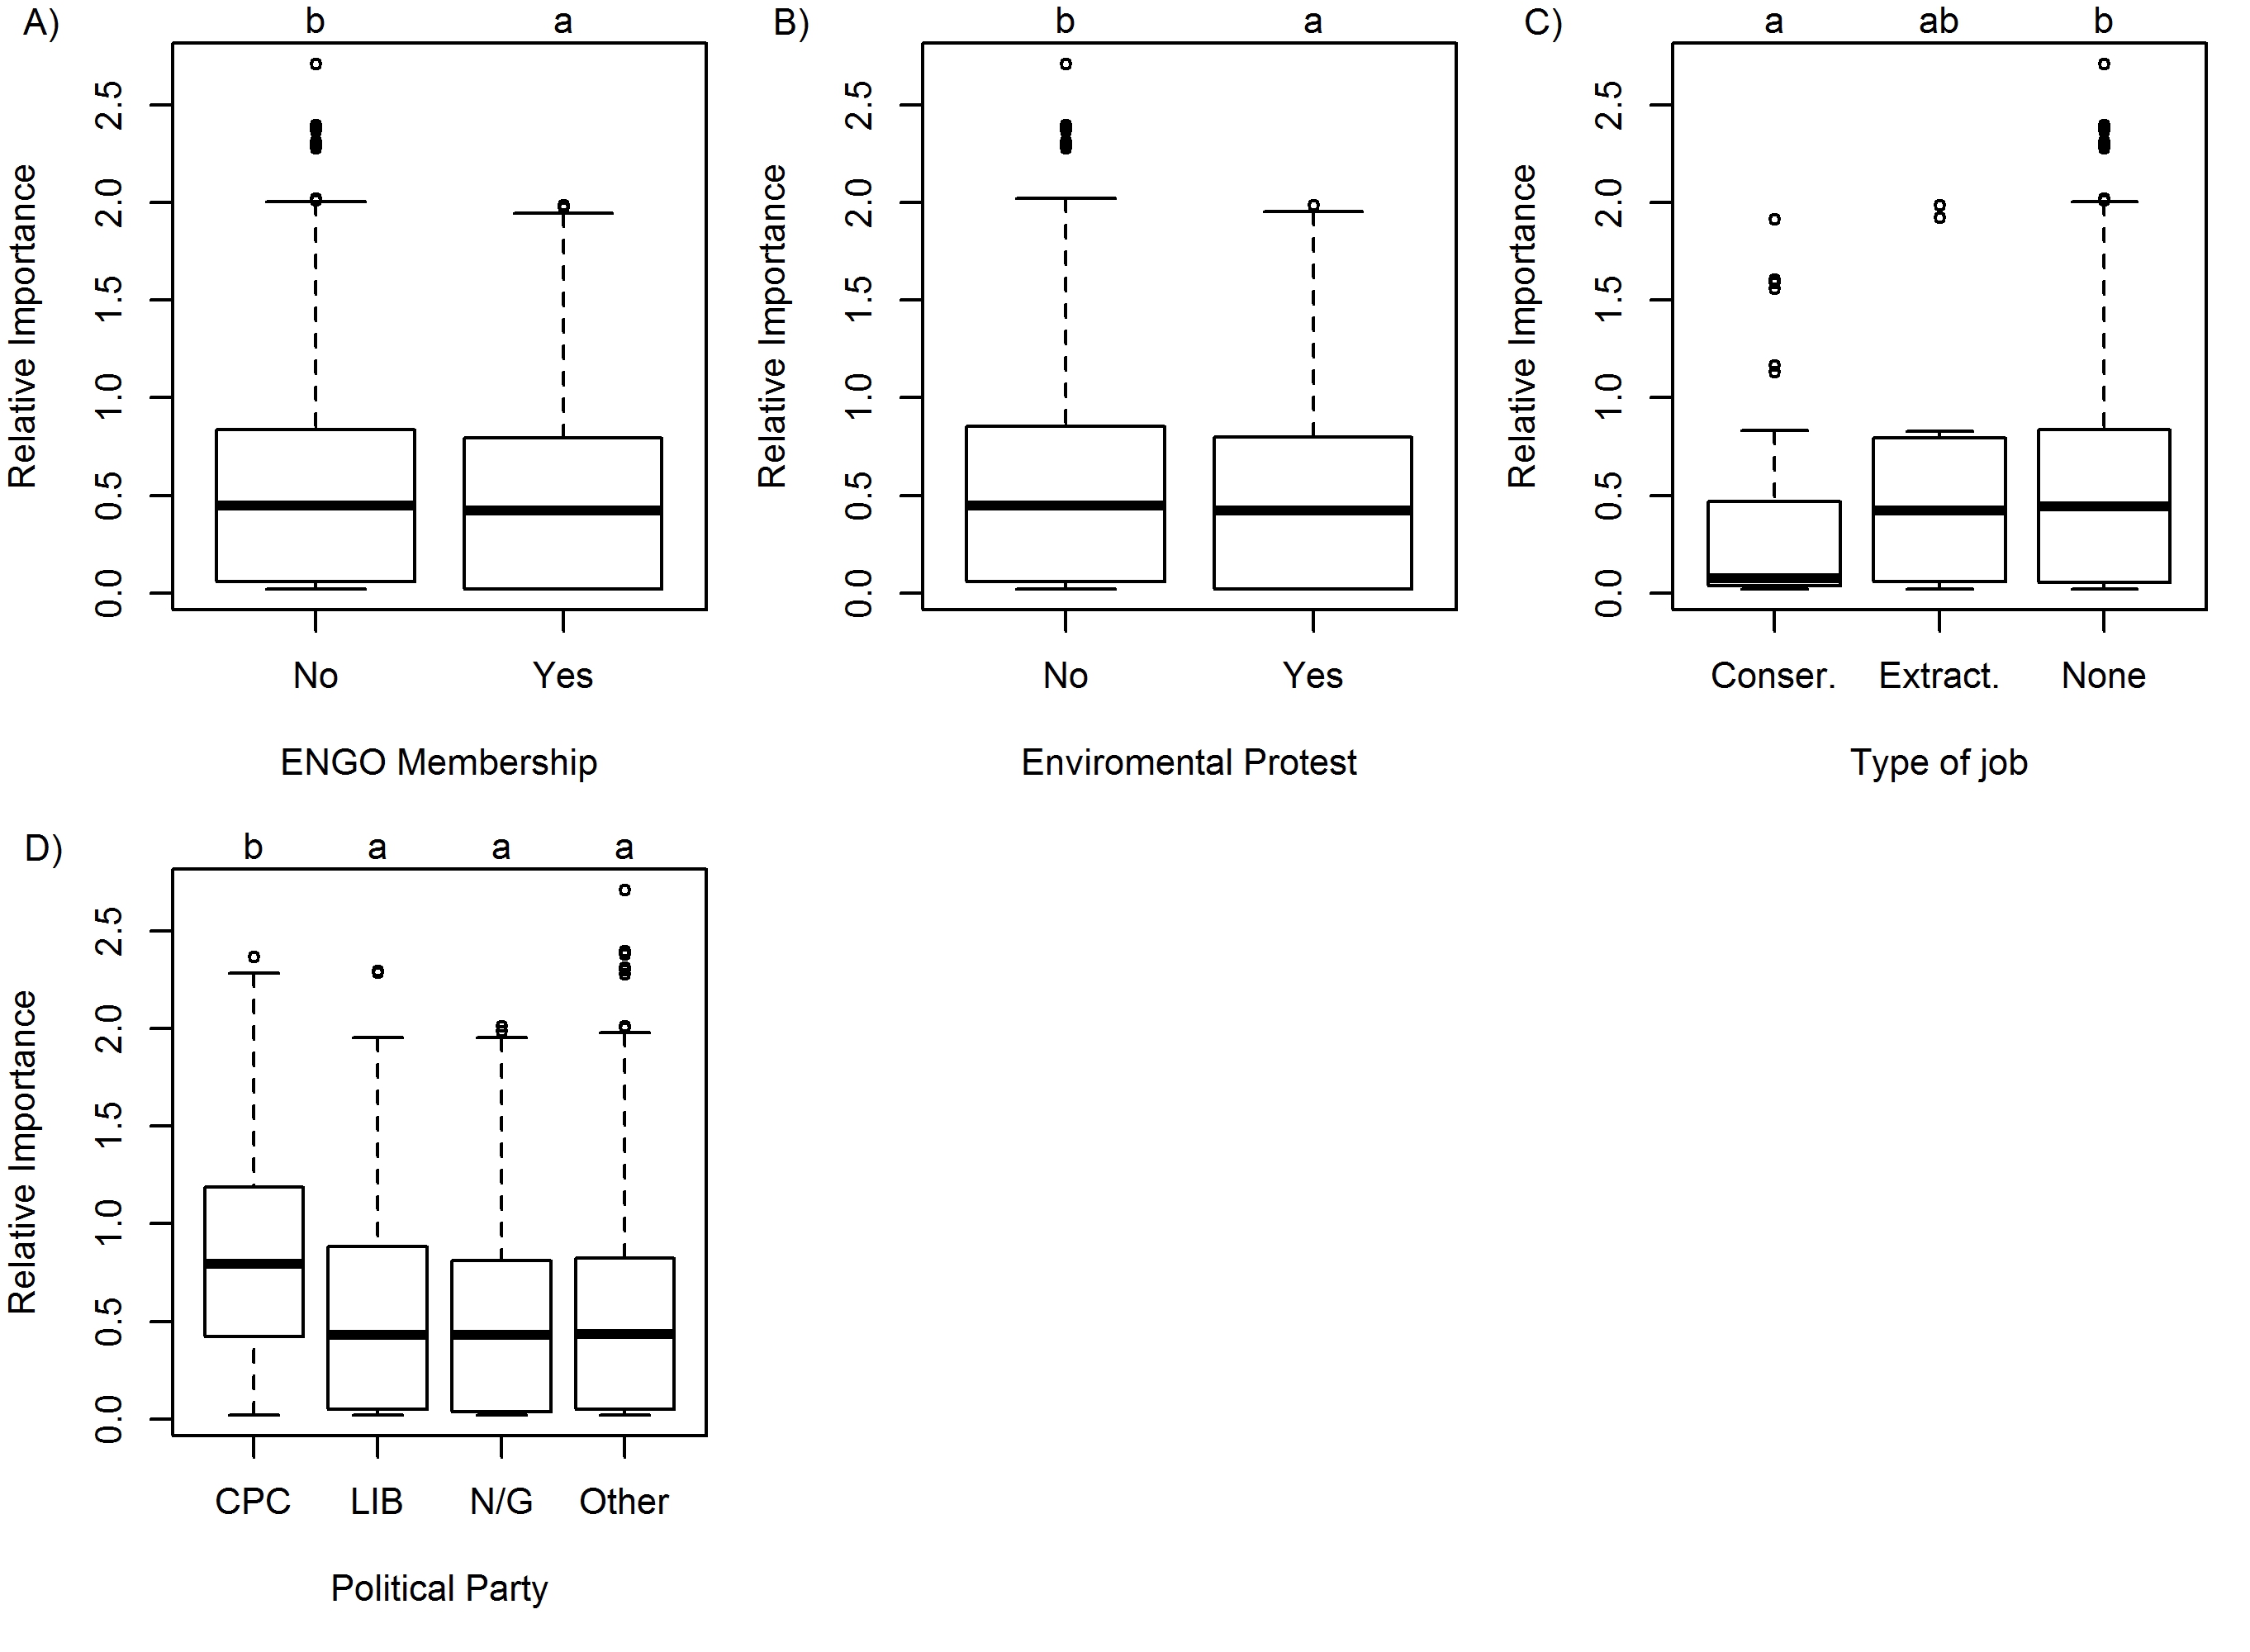 A)
b a
Relative Importance
2.5
2.0
1.5
1.0
0.5
0.0
No Yes
ENGO Membership
B)
b a
Relative Importance
2.5
2.0
1.5
1.0
0.5
0.0
No Yes
Enviromental Protest
C)
a ab b
Relative Importance
2.5
2.0
1.5
1.0
0.5
0.0
Conser. Extract. None
Type of job
D)
b a a a
Relative Importance
2.5
2.0
1.5
1.0
0.5
0.0
CPC LIB N/G Other
Political Party